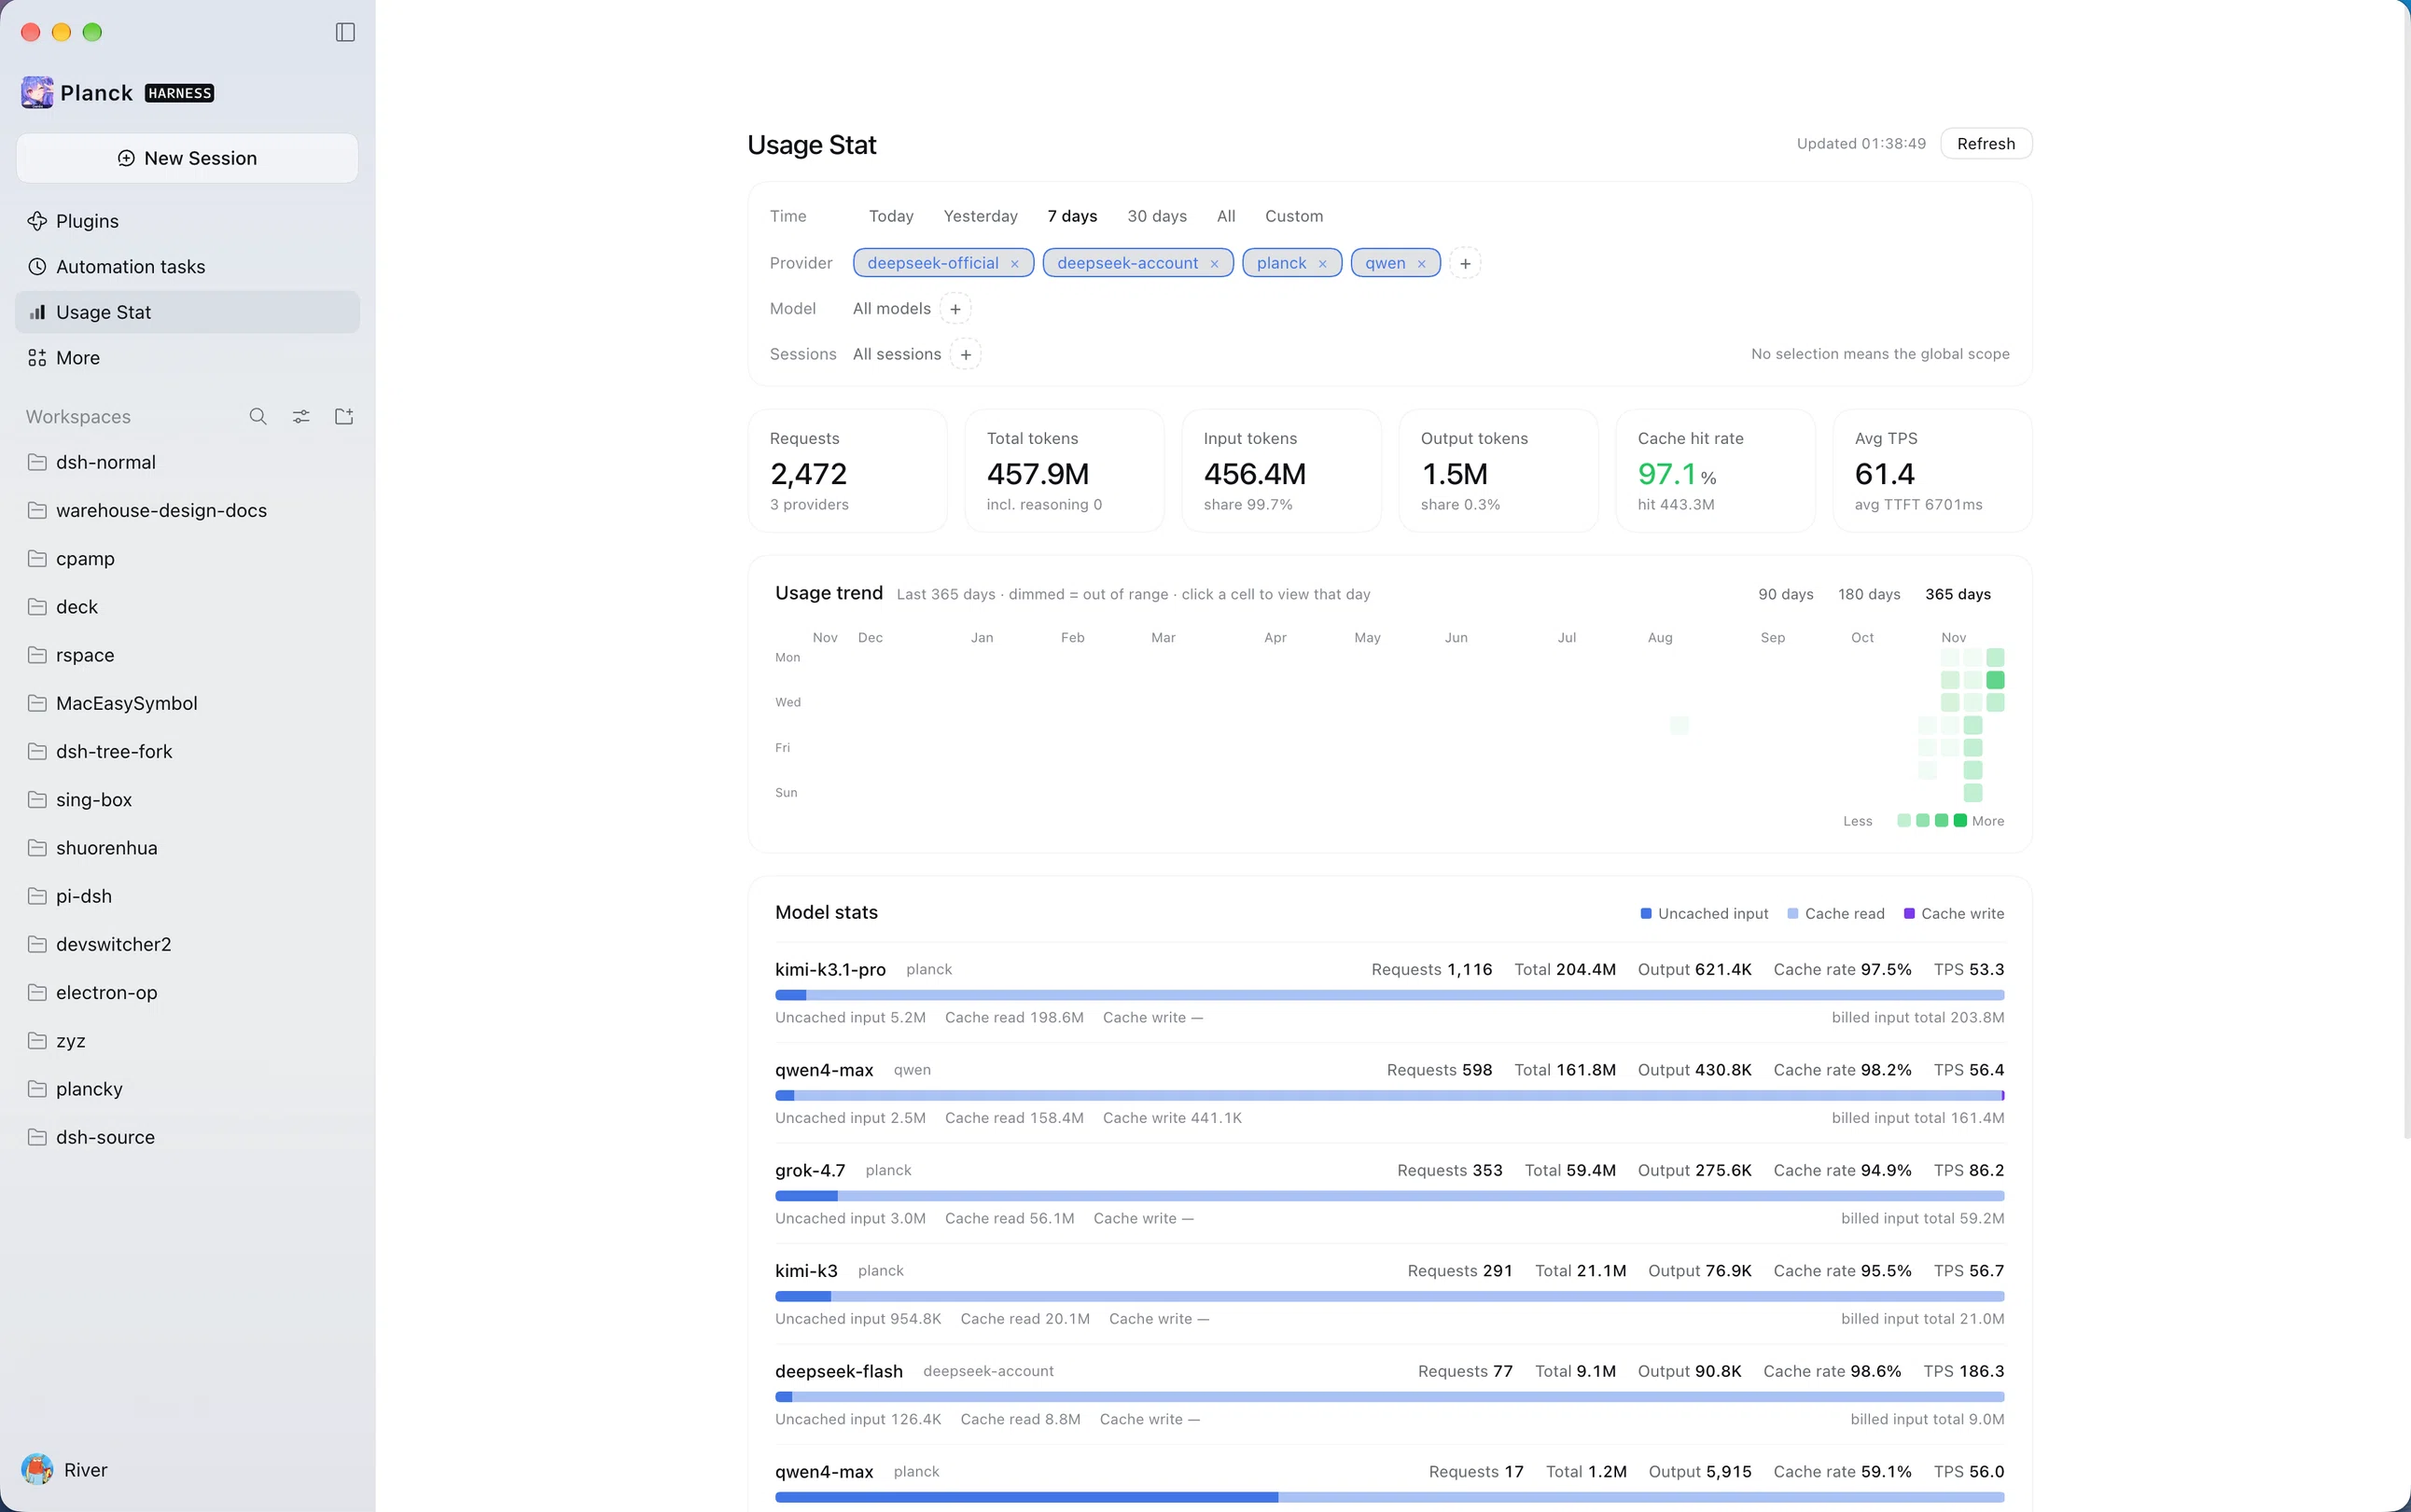 Planck HARNESS
New Session
Plugins
Automation tasks
Usage Stat
More
Workspaces
dsh-normal
warehouse-design-docs
cpamp
deck
rspace
MacEasySymbol
dsh-tree-fork
sing-box
shuorenhua
pi-dsh
devswitcher2
electron-op
zyz
plancky
dsh-source
River
Usage Stat Updated 01:38:49 Refresh
Time Today Yesterday 7 days 30 days All Custom
Provider deepseek-official × deepseek-account × planck × qwen × +
Model All models +
Sessions All sessions + No selection means the global scope
Requests Total tokens Input tokens Output tokens Cache hit rate Avg TPS
2,472 457.9M 456.4M 1.5M 97.1% 61.4
3 providers incl. reasoning 0 share 99.7% share 0.3% hit 443.3M avg TTFT 6701ms
Usage trend Last 365 days · dimmed = out of range · click a cell to view that day 90 days 180 days 365 days
Nov Dec Jan Feb Mar Apr May Jun Jul Aug Sep Oct Nov
Mon
Wed
Fri
Sun
Less More
Model stats Uncached input Cache read Cache write
kimi-k3.1-pro planck Requests 1,116 Total 204.4M Output 621.4K Cache rate 97.5% TPS 53.3
Uncached input 5.2M Cache read 198.6M Cache write — billed input total 203.8M
qwen4-max qwen Requests 598 Total 161.8M Output 430.8K Cache rate 98.2% TPS 56.4
Uncached input 2.5M Cache read 158.4M Cache write 441.1K billed input total 161.4M
grok-4.7 planck Requests 353 Total 59.4M Output 275.6K Cache rate 94.9% TPS 86.2
Uncached input 3.0M Cache read 56.1M Cache write — billed input total 59.2M
kimi-k3 planck Requests 291 Total 21.1M Output 76.9K Cache rate 95.5% TPS 56.7
Uncached input 954.8K Cache read 20.1M Cache write — billed input total 21.0M
deepseek-flash deepseek-account Requests 77 Total 9.1M Output 90.8K Cache rate 98.6% TPS 186.3
Uncached input 126.4K Cache read 8.8M Cache write — billed input total 9.0M
qwen4-max planck Requests 17 Total 1.2M Output 5,915 Cache rate 59.1% TPS 56.0